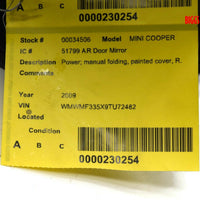 A B C
0000230254
Stock # 00034506 Model MINI COOPER
IC # 51799 AR Door Mirror
Description Power; manual folding, painted cover, R.
Comments
Year 2009
VIN WMWMF335X9TU72462
Located
Condition
A B C
0000230254